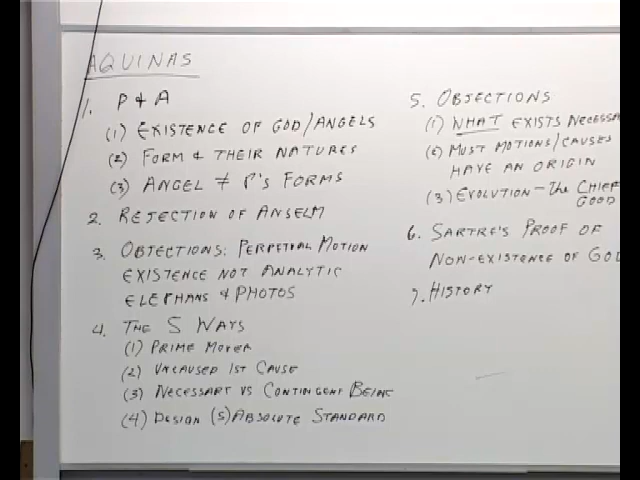 AQUINAS
1. P & A
(1) EXISTENCE OF GOD/ANGELS
(2) FORM & THEIR NATURES
(3) ANGEL ≠ P'S FORMS
2. REJECTION OF ANSELM
3. OBJECTIONS: PERPETUAL MOTION
EXISTENCE NOT ANALYTIC
ELEPHANS & PHOTOS
4. THE 5 WAYS
(1) PRIME MOVER
(2) UNCAUSED 1ST CAUSE
(3) NECESSARY VS CONTINGENT BEING
(4) DESIGN (5) ABSOLUTE STANDARD
5. OBJECTIONS
(1) WHAT EXISTS NECESSA
(2) MUST MOTIONS/CAUSES
HAVE AN ORIGIN
(3) EVOLUTION - THE CHIEF
GOOD
6. SARTRE'S PROOF OF
NON-EXISTENCE OF GOD
7. HISTORY